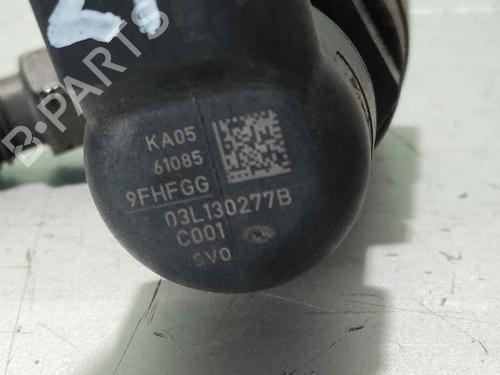 KA05
61085
9FHFGG
03L130277B
C001
SV0
B-PARTS